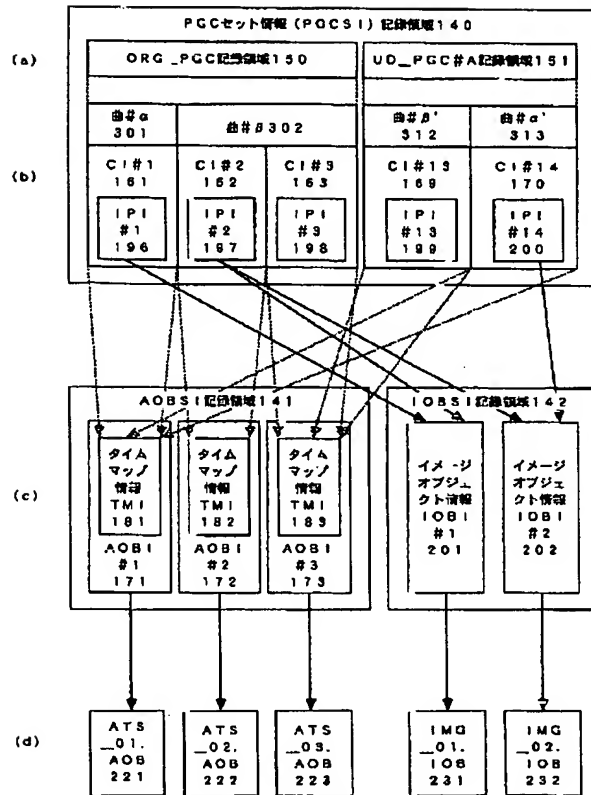 PGCセット情報 (PGCSI) 記録領域140
(a)
ORG_PGC記録領域150
UD_PGC#A記録領域151
曲#α
301
曲#β302
曲#β'
312
曲#α'
313
(b)
CI#1
161
CI#2
162
CI#3
163
CI#13
169
CI#14
170
IPI
#1
196
IPI
#2
197
IPI
#3
198
IPI
#13
199
IPI
#14
200
AOBSI記録領域141
IOBSI記録領域142
(c)
タイム
マップ
情報
TMI
181
タイム
マップ
情報
TMI
182
タイム
マップ
情報
TMI
183
AOBI
#1
171
AOBI
#2
172
AOBI
#3
173
イメージ
オブジェ
クト情報
IOBI
#1
201
イメージ
オブジェ
クト情報
IOBI
#2
202
(d)
ATS
_01.
AOB
221
ATS
_02.
AOB
222
ATS
_03.
AOB
223
IMG
_01.
IOB
231
IMG
_02.
IOB
232